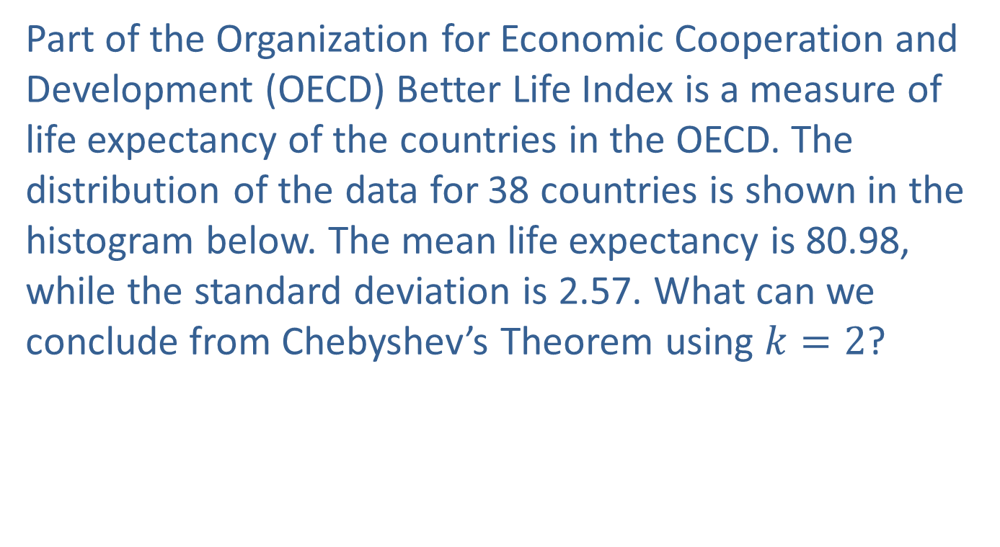 Part of the Organization for Economic Cooperation and
Development (OECD) Better Life Index is a measure of
life expectancy of the countries in the OECD. The
distribution of the data for 38 countries is shown in the
histogram below. The mean life expectancy is 80.98,
while the standard deviation is 2.57. What can we
conclude from Chebyshev’s Theorem using 𝑘 = 2?